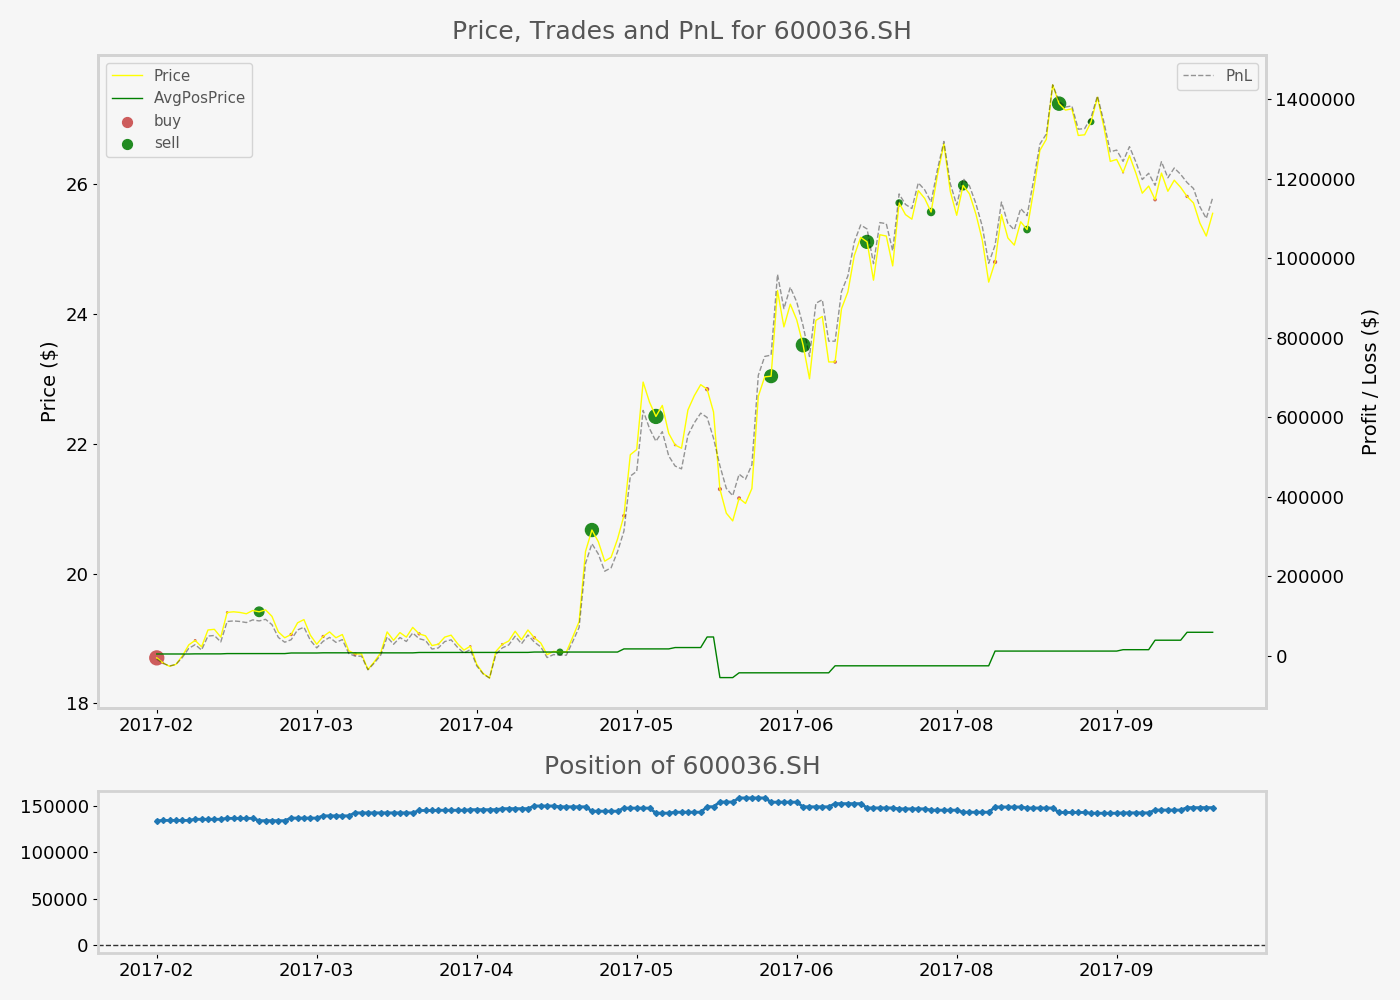 Price, Trades and PnL for 600036.SH
Price
AvgPosPrice
buy
sell
PnL
Price ($)
26
24
22
20
18
1400000
1200000
1000000
800000
600000
400000
200000
0
Profit / Loss ($)
2017-02 2017-03 2017-04 2017-05 2017-06 2017-08 2017-09
Position of 600036.SH
150000
100000
50000
0
2017-02 2017-03 2017-04 2017-05 2017-06 2017-08 2017-09